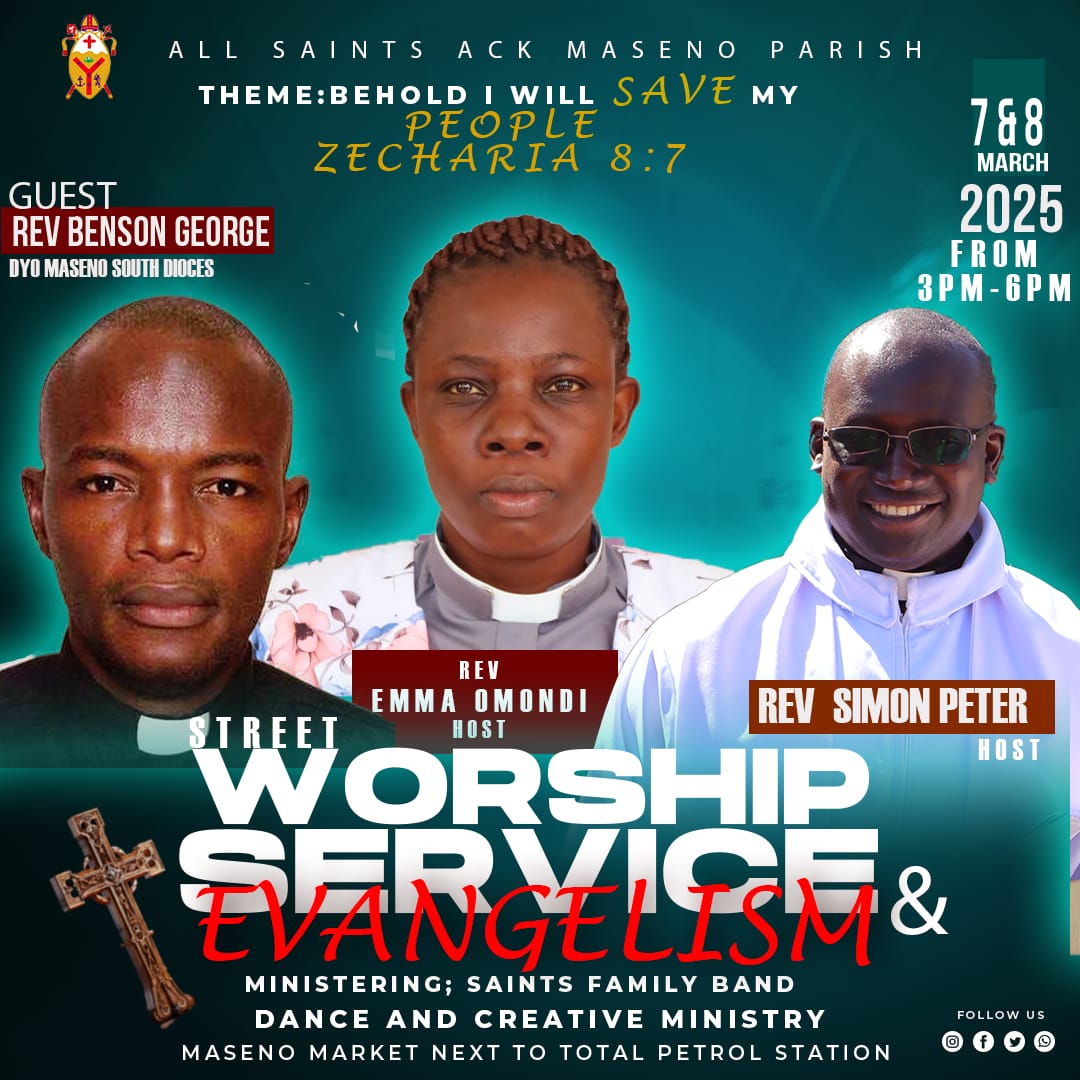 ALL SAINTS ACK MASENO PARISH
THEME:BEHOLD I WILL SAVE MY
PEOPLE
ZECHARIA 8:7
7&8
MARCH
2025
FROM
3PM-6PM
GUEST
REV BENSON GEORGE
DYO MASENO SOUTH DIOCES
REV
EMMA OMONDI
HOST
REV SIMON PETER
HOST
STREET
WORSHIP
SERVICE
&
EVANGELISM
MINISTERING; SAINTS FAMILY BAND
DANCE AND CREATIVE MINISTRY
MASENO MARKET NEXT TO TOTAL PETROL STATION
FOLLOW US